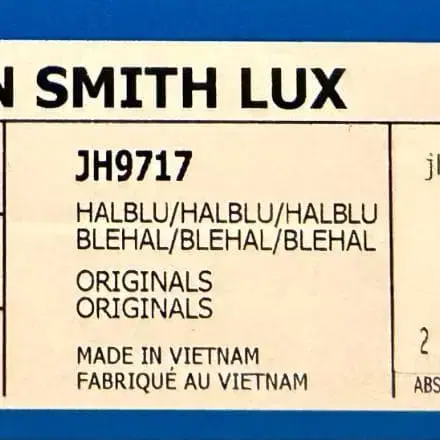 N SMITH LUX
JH9717
HALBLU/HALBLU/HALBLU
BLEHAL/BLEHAL/BLEHAL
ORIGINALS
ORIGINALS
MADE IN VIETNAM
FABRIQUÉ AU VIETNAM
2
ABS